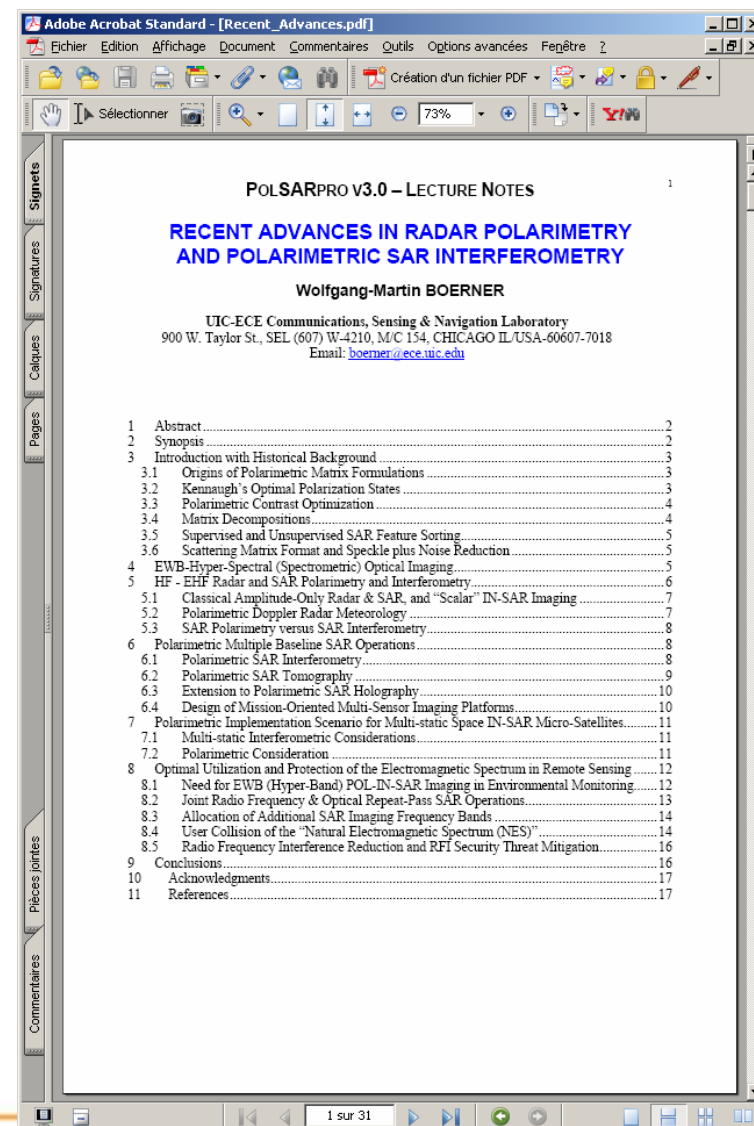 Adobe Acrobat Standard - [Recent_Advances.pdf]
Fichier Edition Affichage Document Commentaires Outils Options avancées Fenêtre ?
Création d'un fichier PDF
Sélectionner 73% Y!
Signets
Signatures
Calques
Pages
Pièces jointes
Commentaires
POLSARPRO V3.0 – LECTURE NOTES 1
RECENT ADVANCES IN RADAR POLARIMETRY
AND POLARIMETRIC SAR INTERFEROMETRY
Wolfgang-Martin BOERNER
UIC-ECE Communications, Sensing & Navigation Laboratory
900 W. Taylor St., SEL (607) W-4210, M/C 154, CHICAGO IL/USA-60607-7018
Email: boerner@ece.uic.edu
1 Abstract 2
2 Synopsis 2
3 Introduction with Historical Background 3
3.1 Origins of Polarimetric Matrix Formulations 3
3.2 Kennaugh's Optimal Polarization States 3
3.3 Polarimetric Contrast Optimization 4
3.4 Matrix Decompositions 4
3.5 Supervised and Unsupervised SAR Feature Sorting 5
3.6 Scattering Matrix Format and Speckle plus Noise Reduction 5
4 EWB-Hyper-Spectral (Spectrometric) Optical Imaging 5
5 HF - EHF Radar and SAR Polarimetry and Interferometry 6
5.1 Classical Amplitude-Only Radar & SAR, and “Scalar” IN-SAR Imaging 7
5.2 Polarimetric Doppler Radar Meteorology 7
5.3 SAR Polarimetry versus SAR Interferometry 8
6 Polarimetric Multiple Baseline SAR Operations 8
6.1 Polarimetric SAR Interferometry 8
6.2 Polarimetric SAR Tomography 9
6.3 Extension to Polarimetric SAR Holography 10
6.4 Design of Mission-Oriented Multi-Sensor Imaging Platforms 10
7 Polarimetric Implementation Scenario for Multi-static Space IN-SAR Micro-Satellites 11
7.1 Multi-static Interferometric Considerations 11
7.2 Polarimetric Consideration 11
8 Optimal Utilization and Protection of the Electromagnetic Spectrum in Remote Sensing 12
8.1 Need for EWB (Hyper-Band) POL-IN-SAR Imaging in Environmental Monitoring 12
8.2 Joint Radio Frequency & Optical Repeat-Pass SAR Operations 13
8.3 Allocation of Additional SAR Imaging Frequency Bands 14
8.4 User Collision of the “Natural Electromagnetic Spectrum (NES)” 14
8.5 Radio Frequency Interference Reduction and RFI Security Threat Mitigation 16
9 Conclusions 16
10 Acknowledgments 17
11 References 17
1 sur 31